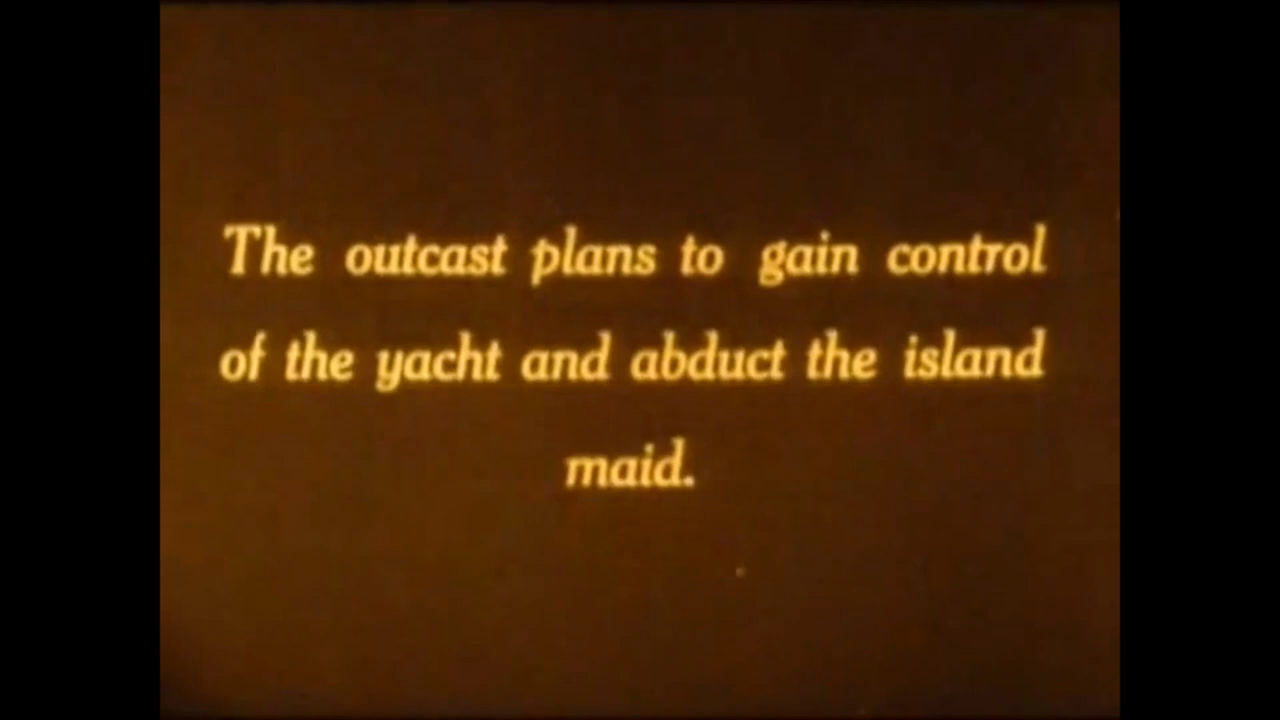 The outcast plans to gain control
of the yacht and abduct the island
maid.